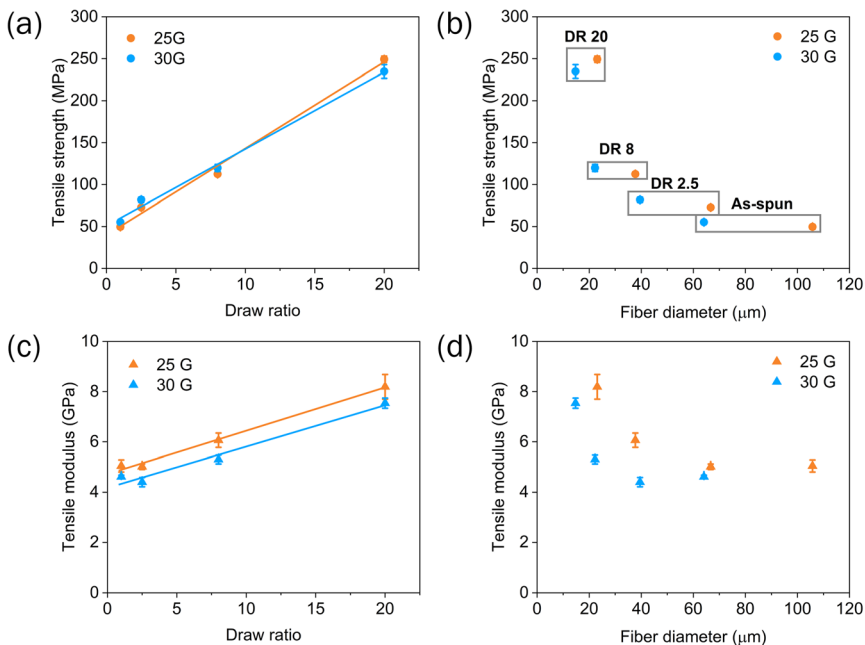 (a)
25G
30G
Tensile strength (MPa)
300
250
200
150
100
50
0
0
5
10
15
20
Draw ratio
(b)
DR 20
25 G
30 G
DR 8
DR 2.5
As-spun
Tensile strength (MPa)
300
250
200
150
100
50
0
0
20
40
60
80
100
120
Fiber diameter (μm)
(c)
25 G
30 G
Tensile modulus (GPa)
10
8
6
4
2
0
0
5
10
15
20
Draw ratio
(d)
25 G
30 G
Tensile modulus (GPa)
10
8
6
4
2
0
0
20
40
60
80
100
120
Fiber diameter (μm)